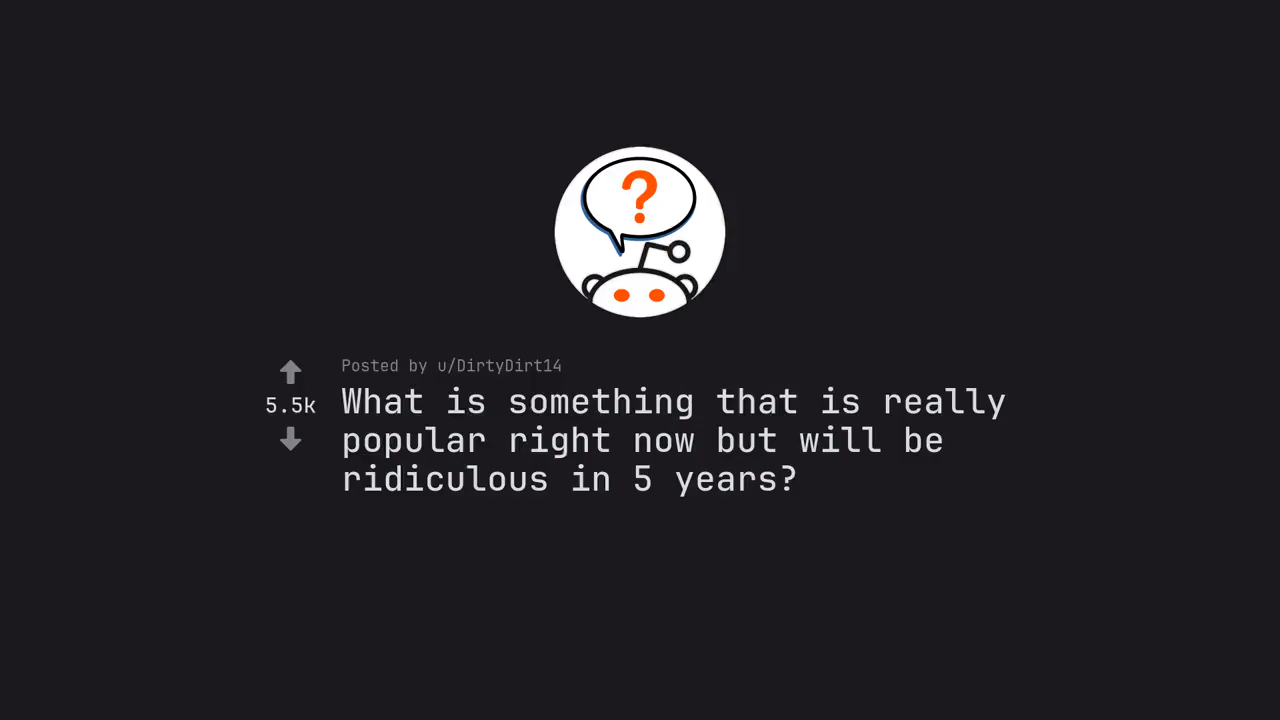 ?
Posted by u/DirtyDirt14
5.5k
What is something that is really
popular right now but will be
ridiculous in 5 years?